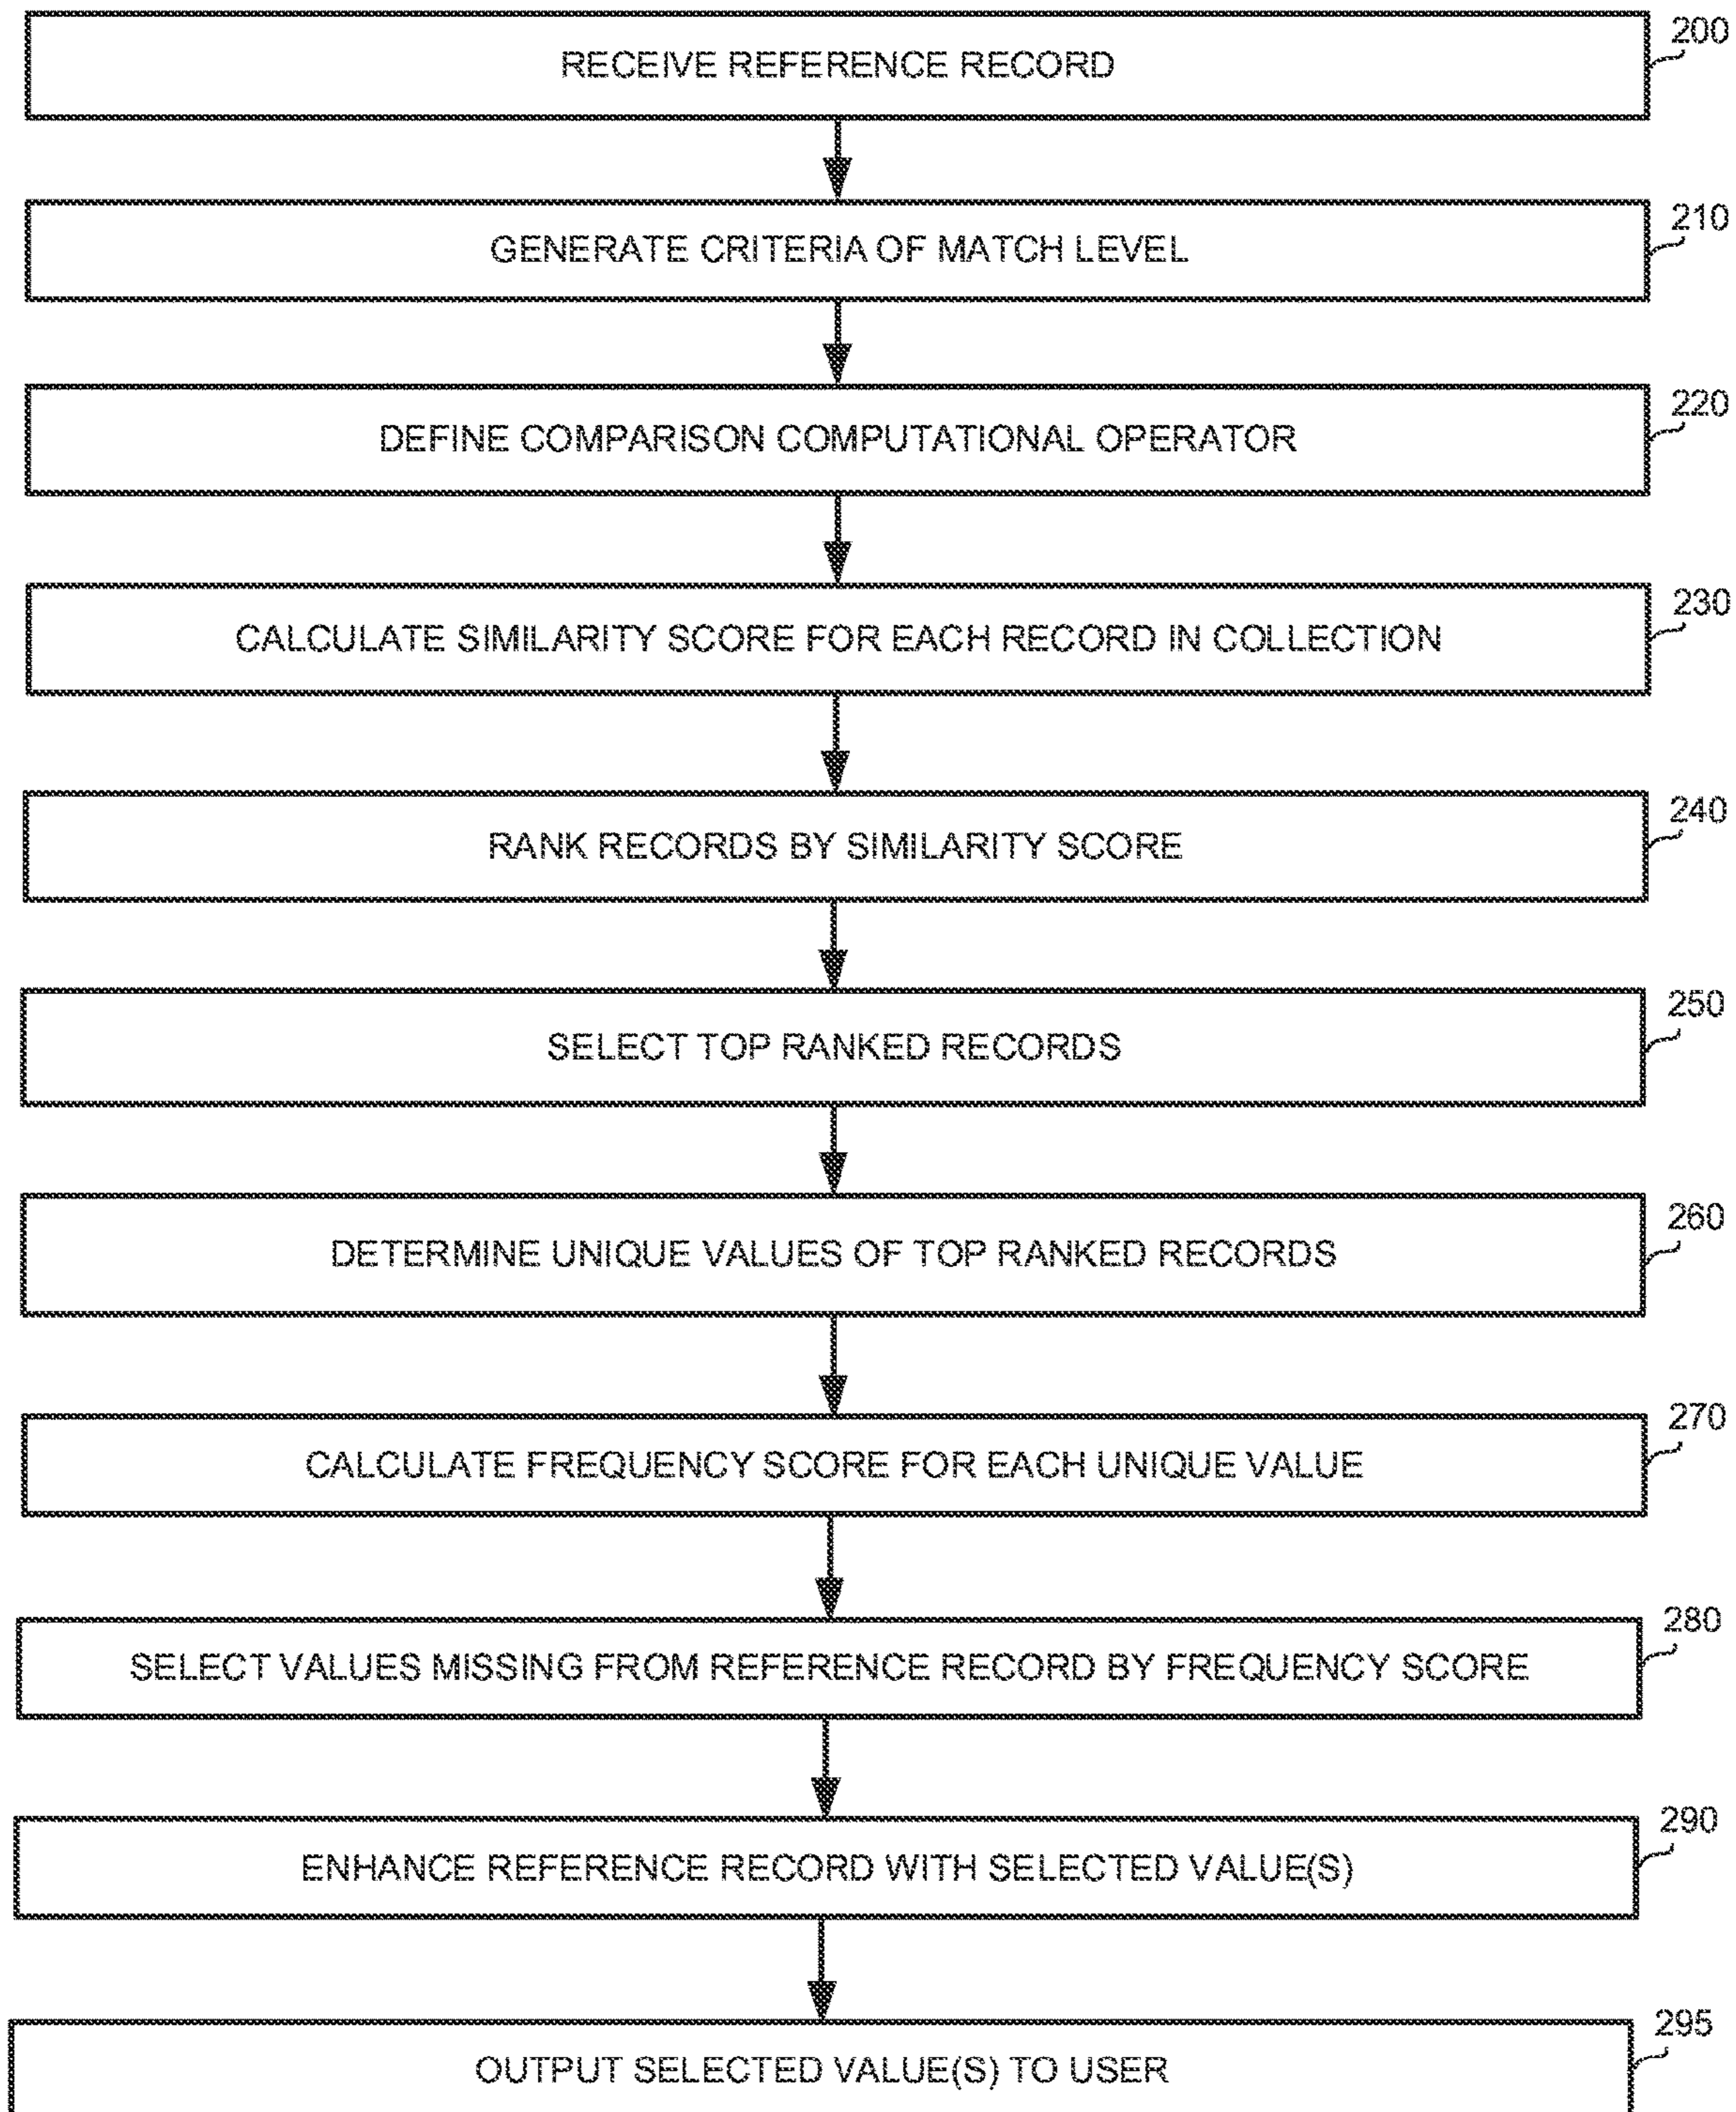 200
RECEIVE REFERENCE RECORD
210
GENERATE CRITERIA OF MATCH LEVEL
220
DEFINE COMPARISON COMPUTATIONAL OPERATOR
230
CALCULATE SIMILARITY SCORE FOR EACH RECORD IN COLLECTION
240
RANK RECORDS BY SIMILARITY SCORE
250
SELECT TOP RANKED RECORDS
260
DETERMINE UNIQUE VALUES OF TOP RANKED RECORDS
270
CALCULATE FREQUENCY SCORE FOR EACH UNIQUE VALUE
280
SELECT VALUES MISSING FROM REFERENCE RECORD BY FREQUENCY SCORE
290
ENHANCE REFERENCE RECORD WITH SELECTED VALUE(S)
295
OUTPUT SELECTED VALUE(S) TO USER